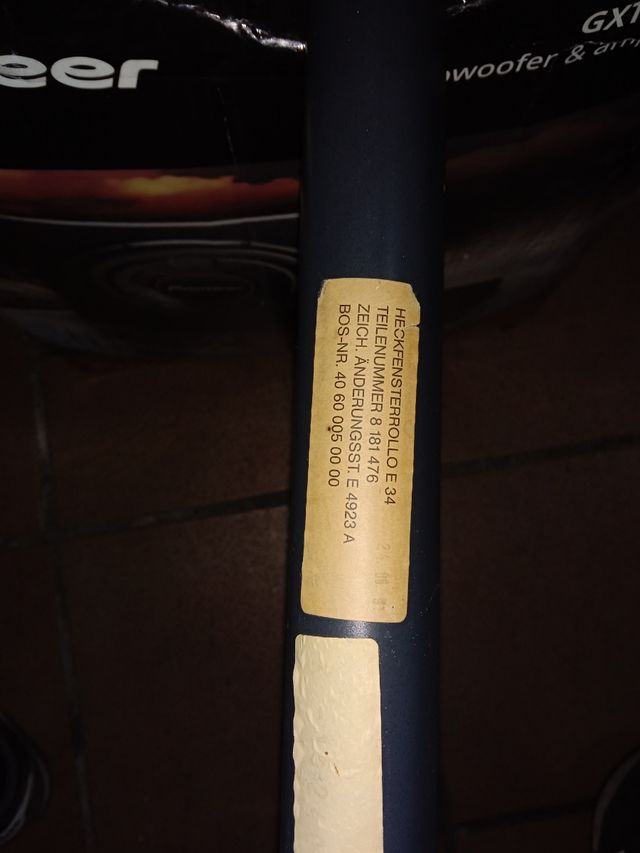 eer
GXT
woofer & am
HECKFENSTERROLLO E 34
TEILENUMMER 8 181 476
ZEICH. ÄNDERUNGSST. E 4923 A
BOS-NR. 40 60 005 00 00